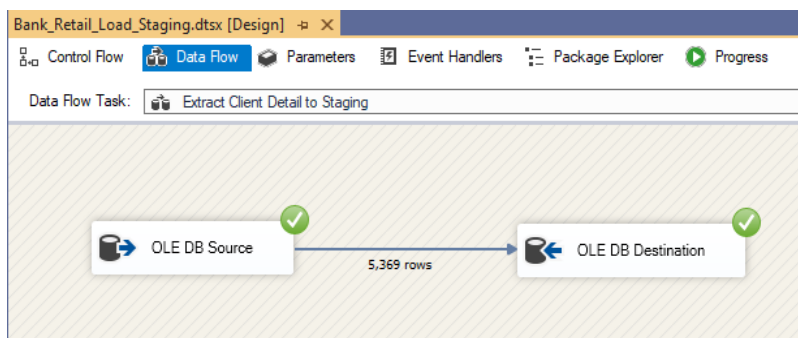 Bank_Retail_Load_Staging.dtsx [Design]
Control Flow Data Flow Parameters Event Handlers Package Explorer Progress
Data Flow Task: Extract Client Detail to Staging
OLE DB Source OLE DB Destination
5,369 rows